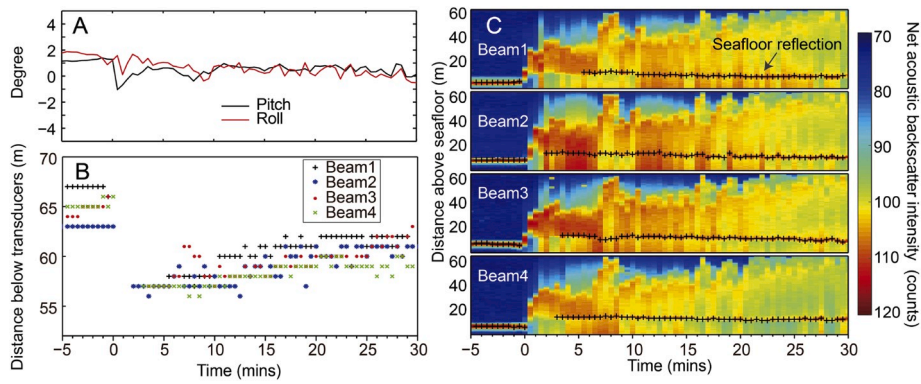 A
Degree
4
2
0
−2
−4
Pitch
Roll
B
Distance below transducers (m)
70
65
60
55
Beam1
Beam2
Beam3
Beam4
−5 0 5 10 15 20 25 30
Time (mins)
C
Distance above seafloor (m)
60
40
20
Beam1
Seafloor reflection
60
40
20
Beam2
60
40
20
Beam3
60
40
20
Beam4
−5 0 5 10 15 20 25 30
Time (mins)
70
80
90
100
110
120
Net acoustic backscatter intensity (counts)